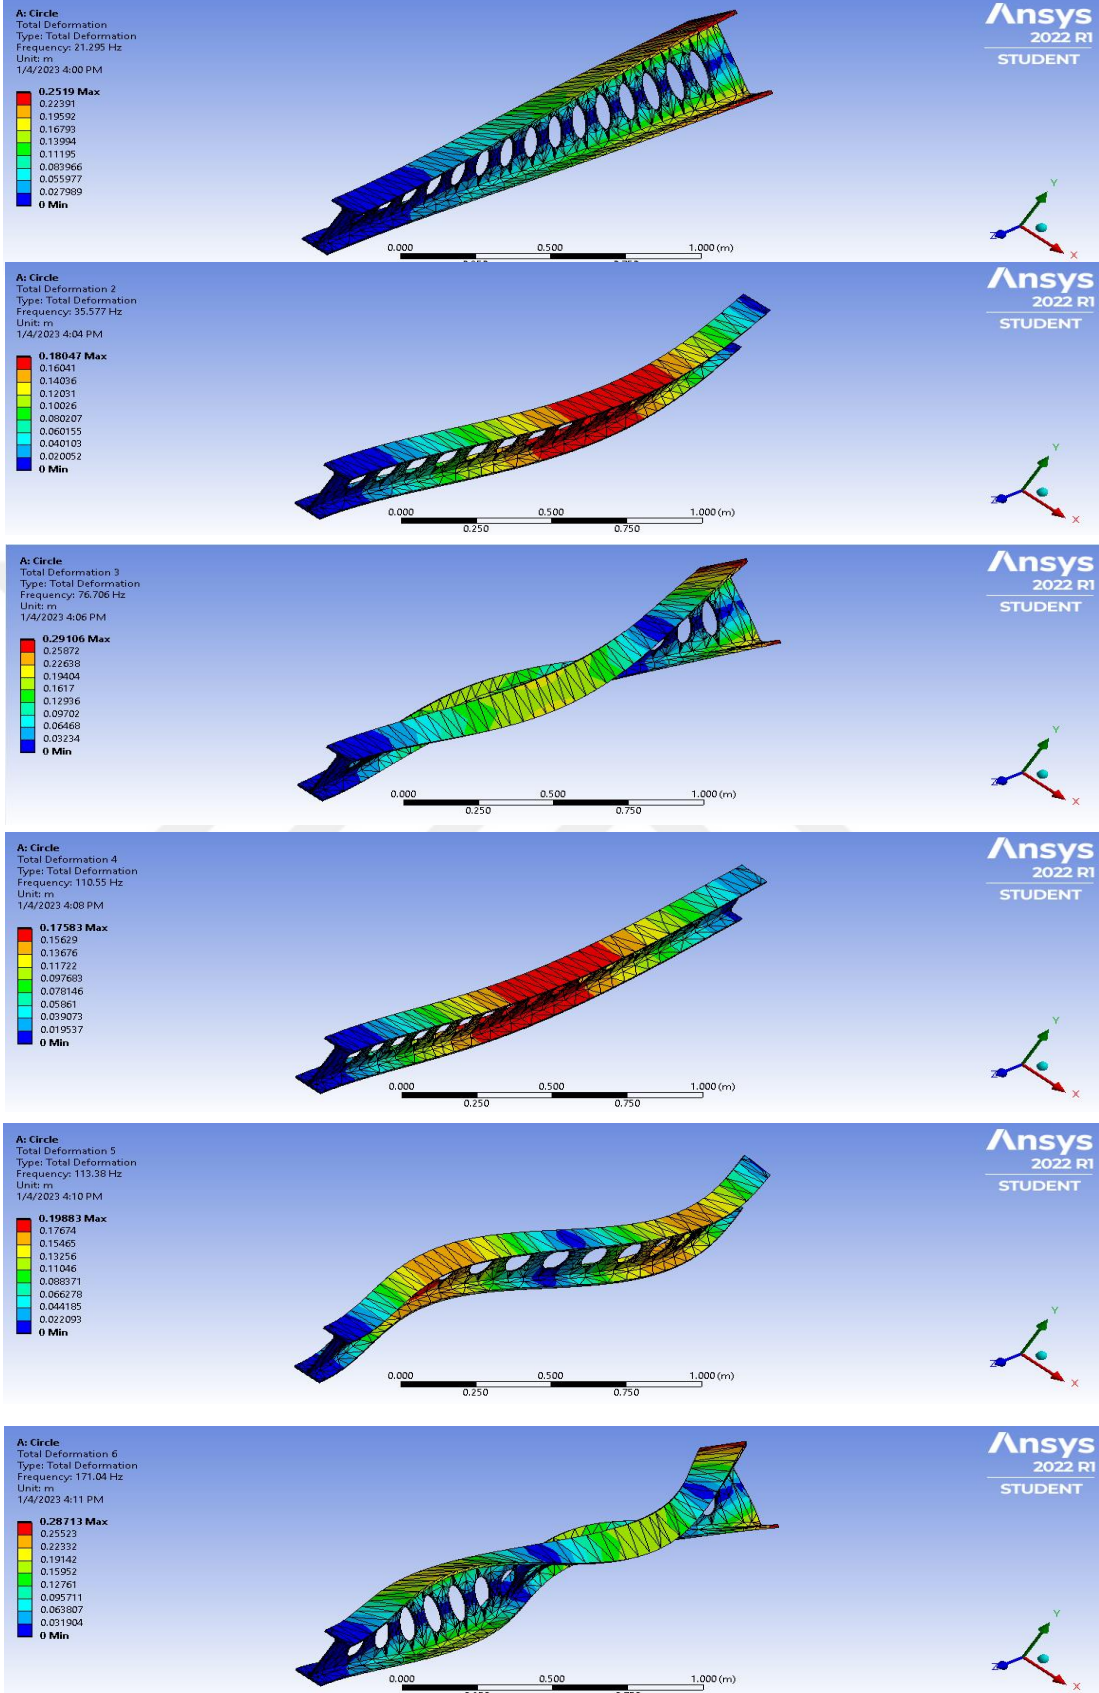 A: Circle
Total Deformation
Type: Total Deformation
Frequency: 21.295 Hz
Unit: m
1/4/2023 4:00 PM
0.2519 Max
0.22391
0.19592
0.16793
0.13994
0.11195
0.083966
0.055977
0.027989
0 Min
Ansys
2022 R1
STUDENT
0.000 0.500 1.000 (m)
Y
Z
X
A: Circle
Total Deformation 2
Type: Total Deformation
Frequency: 35.577 Hz
Unit: m
1/4/2023 4:04 PM
0.18047 Max
0.16041
0.14036
0.12031
0.10026
0.080207
0.060155
0.040103
0.020052
0 Min
Ansys
2022 R1
STUDENT
0.000 0.500 1.000 (m)
0.250 0.750
Y
Z
X
A: Circle
Total Deformation 3
Type: Total Deformation
Frequency: 76.706 Hz
Unit: m
1/4/2023 4:06 PM
0.29106 Max
0.25872
0.22638
0.19404
0.1617
0.12936
0.09702
0.06468
0.03234
0 Min
Ansys
2022 R1
STUDENT
0.000 0.500 1.000 (m)
0.250 0.750
Y
Z
X
A: Circle
Total Deformation 4
Type: Total Deformation
Frequency: 110.55 Hz
Unit: m
1/4/2023 4:08 PM
0.17583 Max
0.15629
0.13676
0.11722
0.097683
0.078146
0.05861
0.039073
0.019537
0 Min
Ansys
2022 R1
STUDENT
0.000 0.500 1.000 (m)
0.250 0.750
Y
Z
X
A: Circle
Total Deformation 5
Type: Total Deformation
Frequency: 113.38 Hz
Unit: m
1/4/2023 4:10 PM
0.19883 Max
0.17674
0.15465
0.13256
0.11046
0.088371
0.066278
0.044185
0.022093
0 Min
Ansys
2022 R1
STUDENT
0.000 0.500 1.000 (m)
0.250 0.750
Y
Z
X
A: Circle
Total Deformation 6
Type: Total Deformation
Frequency: 171.04 Hz
Unit: m
1/4/2023 4:11 PM
0.28713 Max
0.25523
0.22332
0.19142
0.15952
0.12761
0.095711
0.063807
0.031904
0 Min
Ansys
2022 R1
STUDENT
0.000 0.500 1.000 (m)
Y
Z
X